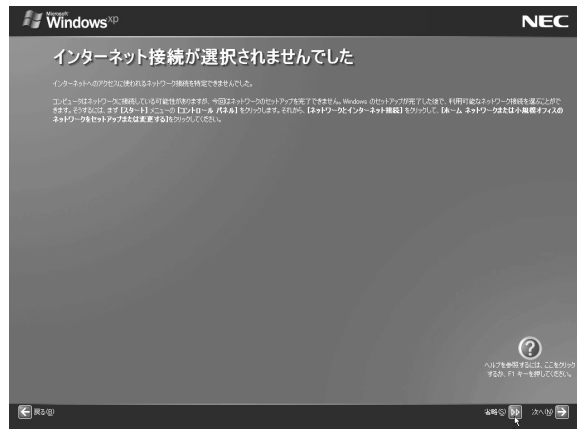 Microsoft
Windows xp
NEC
インターネット接続が選択されませんでした
インターネットへのアクセスに使われるネットワーク接続を特定できませんでした。
コンピュータはネットワークに接続している可能性がありますが、今回はネットワークのセットアップを完了できません。Windows のセットアップが完了した後で、利用可能なネットワーク接続を選ぶことがで
きます。そうするには、まず [スタート] メニューの [コントロール パネル] をクリックします。それから、[ネットワークとインターネット接続] をクリックして、[ホーム ネットワークまたは小規模オフィスの
ネットワークをセットアップまたは変更する]をクリックしてください。
ヘルプを参照するには、ここをクリック
するか、F1 キーを押してください。
戻る(B)
省略(S)
次へ(N)